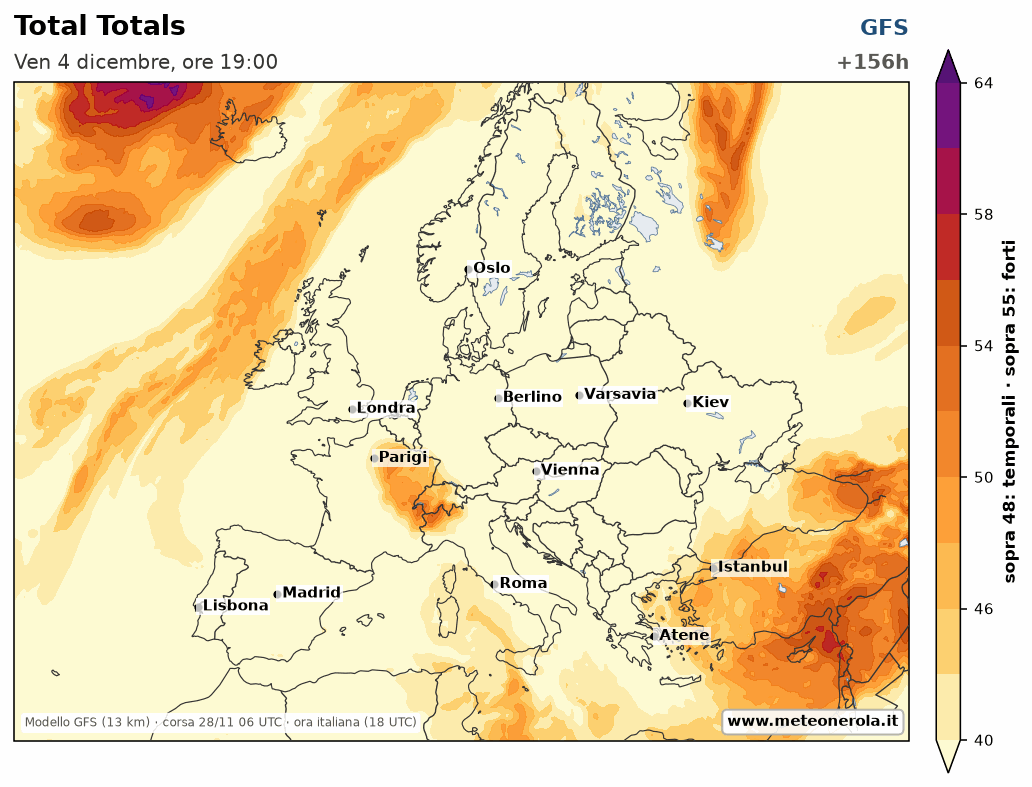 Total Totals
GFS
Ven 4 dicembre, ore 19:00
+156h
64
58
54
50
46
40
sopra 48: temporali · sopra 55: forti
Oslo
Berlino
Varsavia
Kiev
Londra
Parigi
Vienna
Istanbul
Roma
Madrid
Lisbona
Atene
Modello GFS (13 km) · corsa 28/11 06 UTC · ora italiana (18 UTC)
www.meteonerola.it